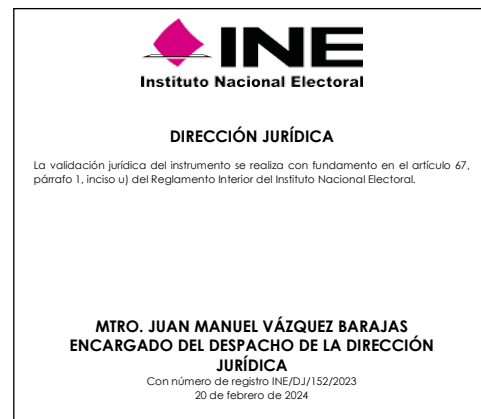 INE
Instituto Nacional Electoral
DIRECCIÓN JURÍDICA
La validación jurídica del instrumento se realiza con fundamento en el artículo 67,
párrafo 1, inciso u) del Reglamento Interior del Instituto Nacional Electoral.
MTRO. JUAN MANUEL VÁZQUEZ BARAJAS
ENCARGADO DEL DESPACHO DE LA DIRECCIÓN
JURÍDICA
Con número de registro INE/DJ/152/2023
20 de febrero de 2024